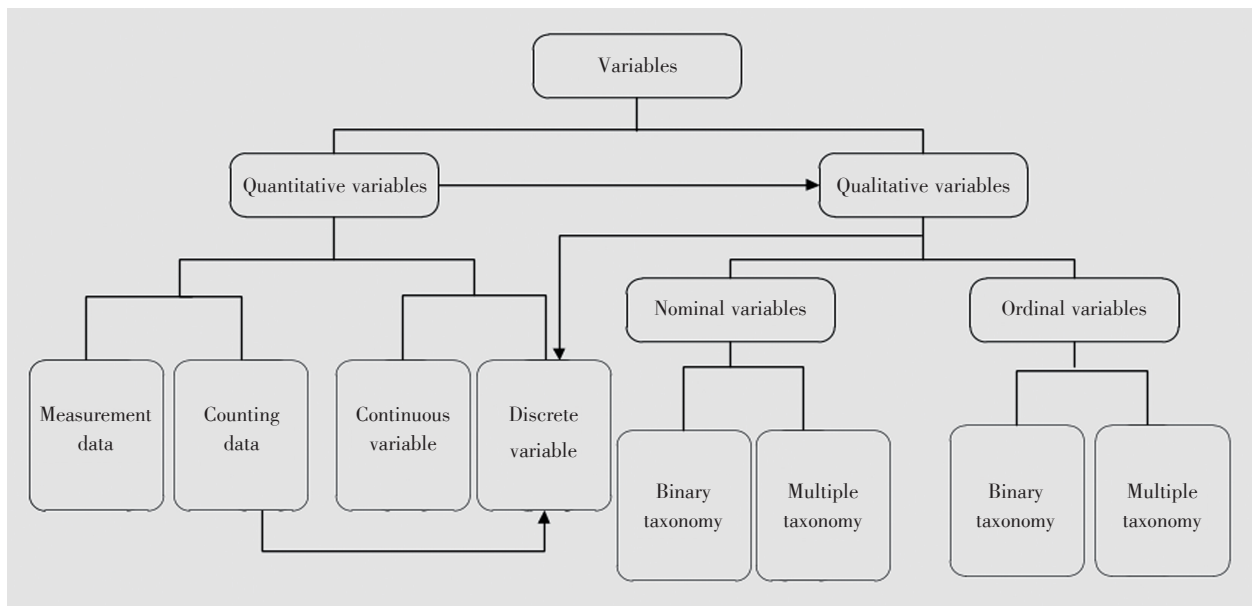 Variables
Quantitative variables
Qualitative variables
Nominal variables
Ordinal variables
Measurement
data
Counting
data
Continuous
variable
Discrete
variable
Binary
taxonomy
Multiple
taxonomy
Binary
taxonomy
Multiple
taxonomy